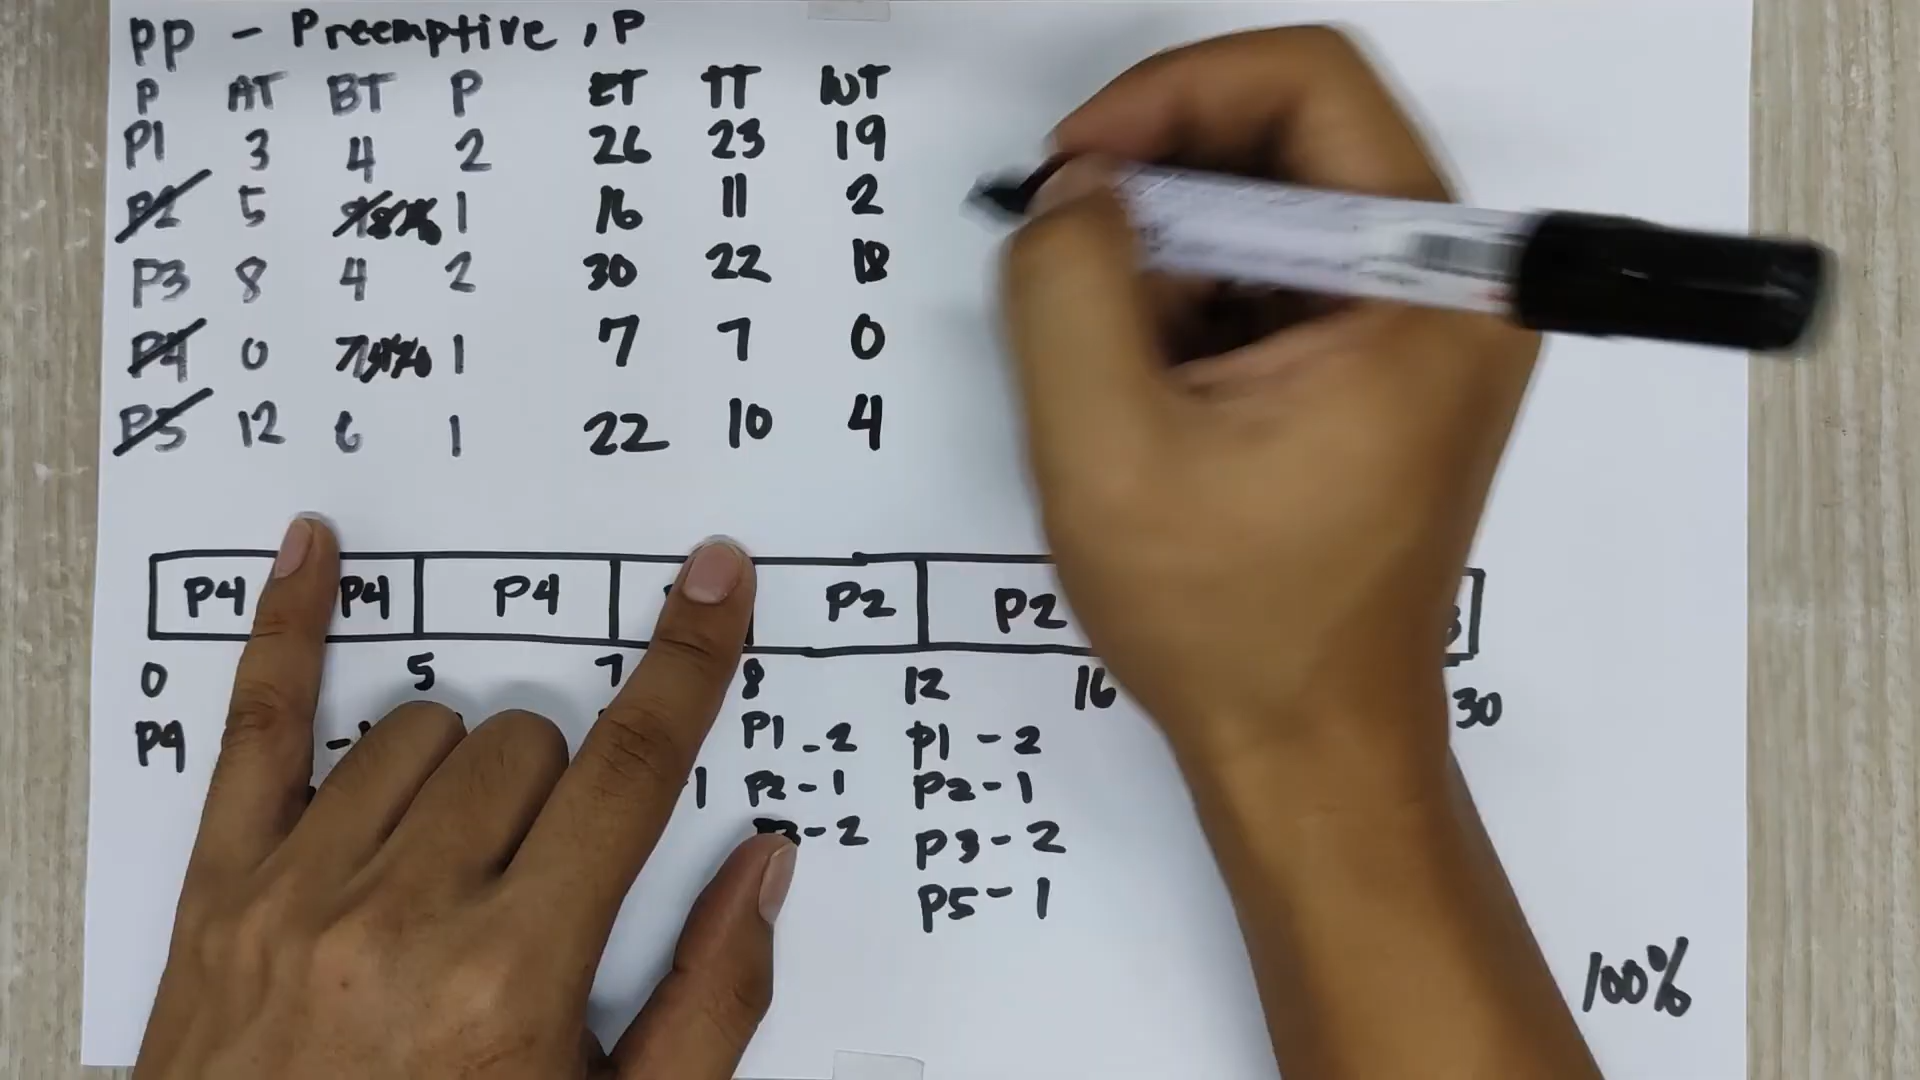 PP - Preemptive, P
P AT BT P ET TT WT
P1 3 4 2 26 23 19
P2 5 1 16 11 2
P3 8 4 2 30 22 18
P4 0 7 1 7 7 0
P5 12 6 1 22 10 4
P4 P4 P4 P2 P2
0 5 7 8 12 16 30
P4 P1 - 2 P1 - 2
1 P2 - 1 P2 - 1
- 2 P3 - 2
P5 - 1
100%